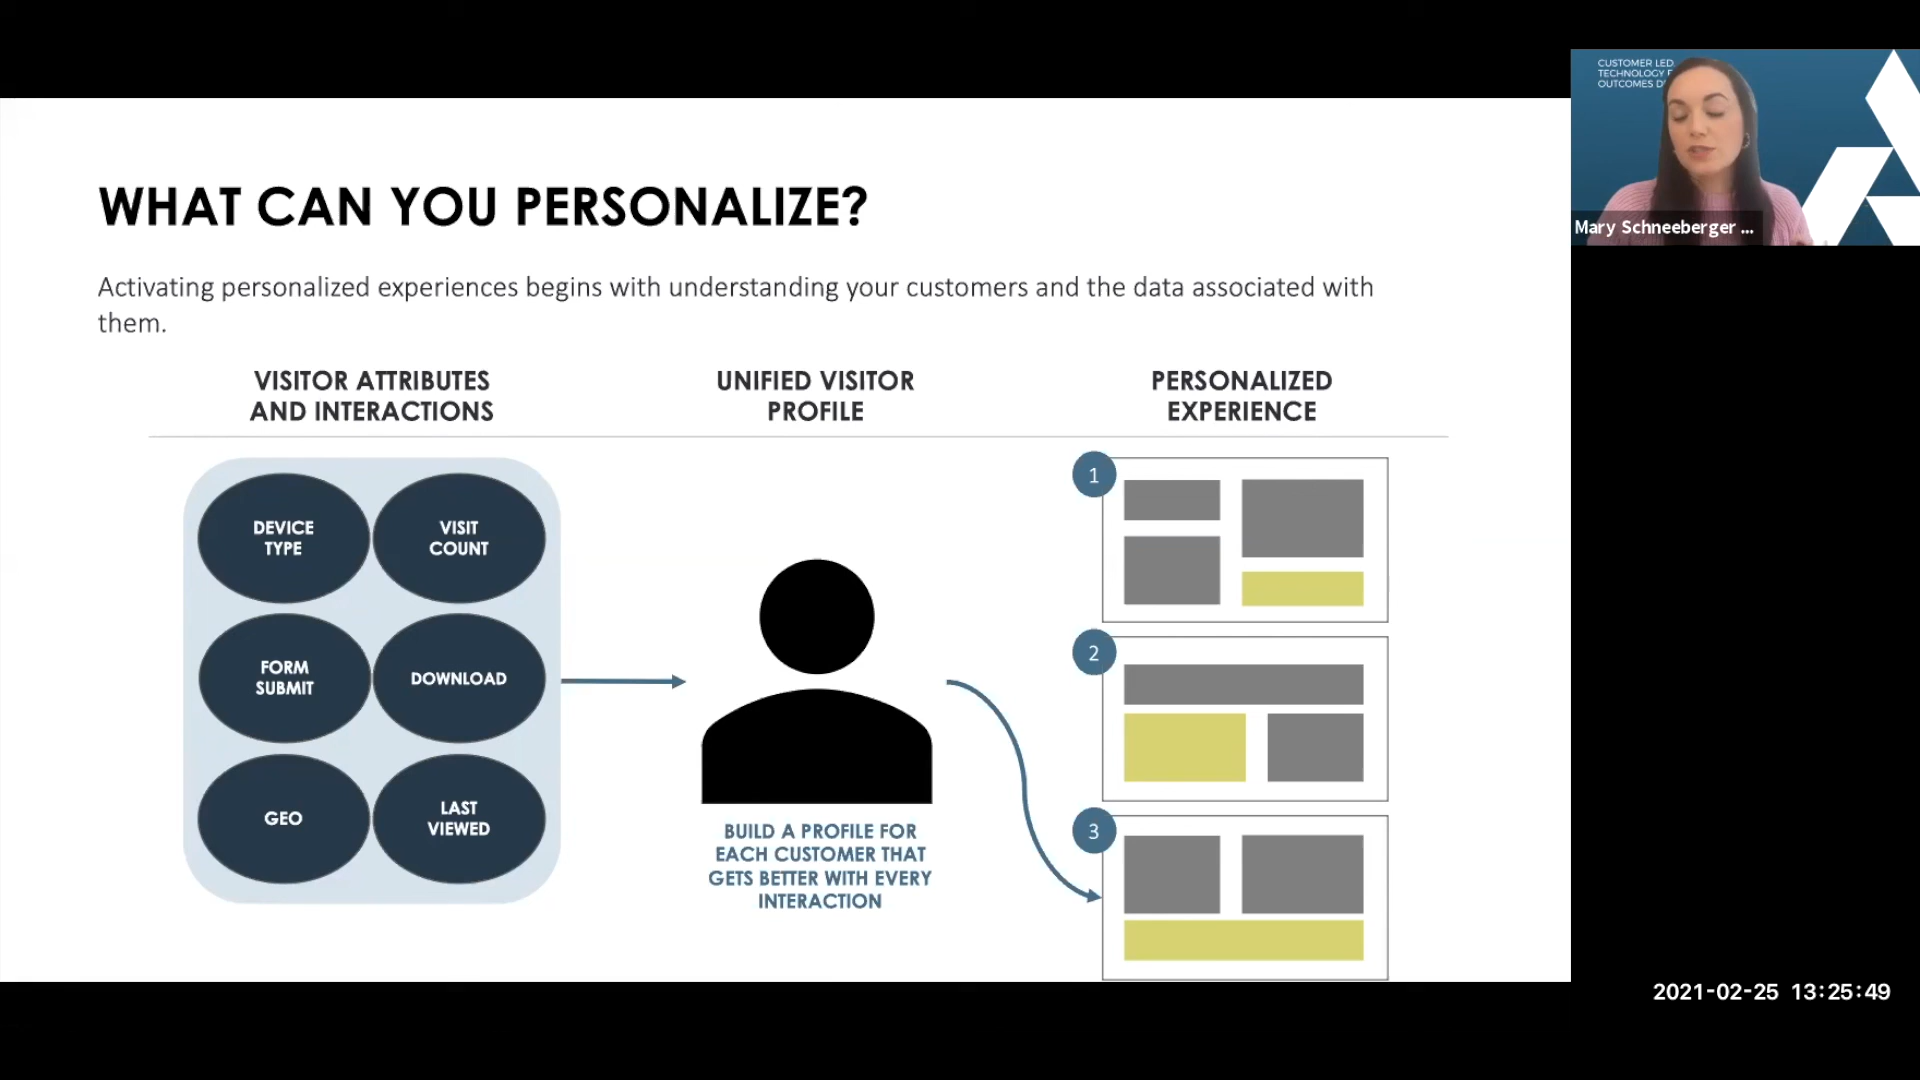 WHAT CAN YOU PERSONALIZE?
Activating personalized experiences begins with understanding your customers and the data associated with
them.
VISITOR ATTRIBUTES
AND INTERACTIONS
UNIFIED VISITOR
PROFILE
PERSONALIZED
EXPERIENCE
DEVICE
TYPE
VISIT
COUNT
FORM
SUBMIT
DOWNLOAD
GEO
LAST
VIEWED
BUILD A PROFILE FOR
EACH CUSTOMER THAT
GETS BETTER WITH EVERY
INTERACTION
1
2
3
CUSTOMER LED
TECHNOLOGY
OUTCOMES
Mary Schneeberger ...
2021-02-25 13:25:49